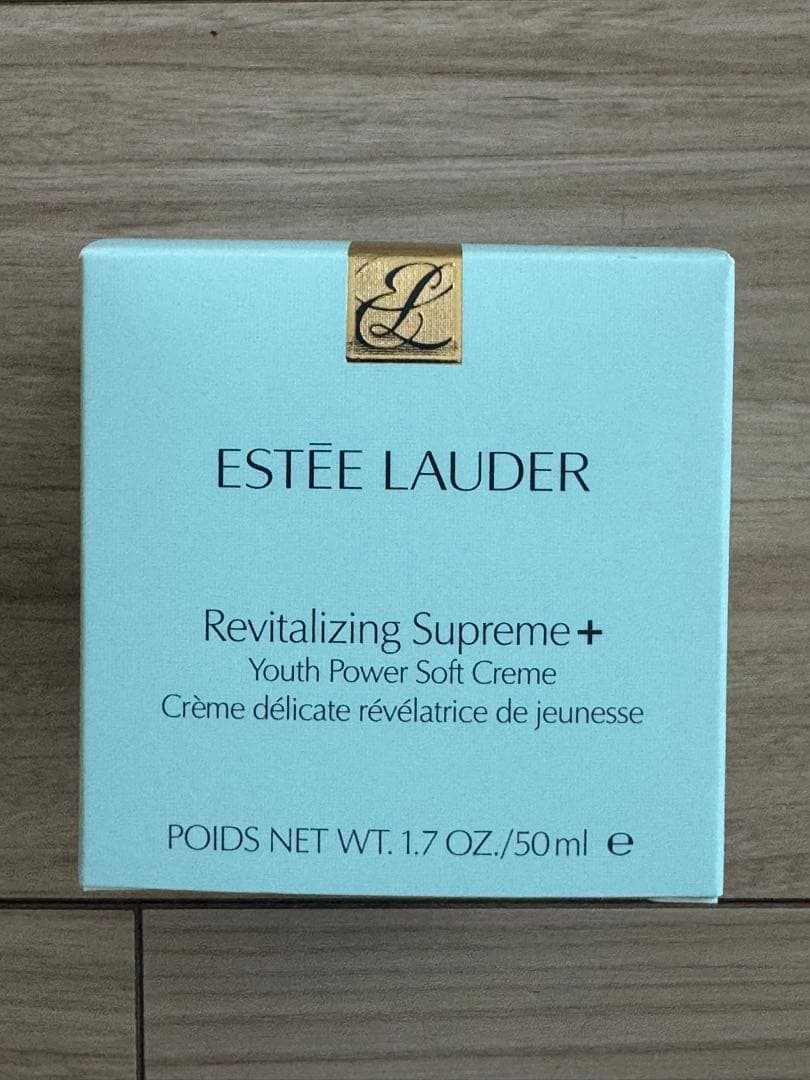 EL
ESTĒE LAUDER
Revitalizing Supreme+
Youth Power Soft Creme
Crème délicate révélatrice de jeunesse
POIDS NET WT. 1.7 OZ./50ml ℮